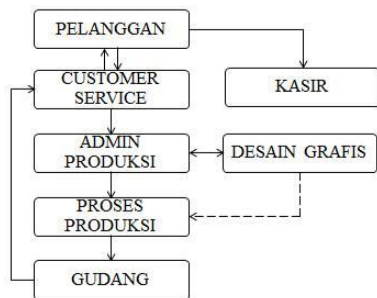 PELANGGAN
CUSTOMER
SERVICE
KASIR
ADMIN
PRODUKSI
DESAIN GRAFIS
PROSES
PRODUKSI
GUDANG